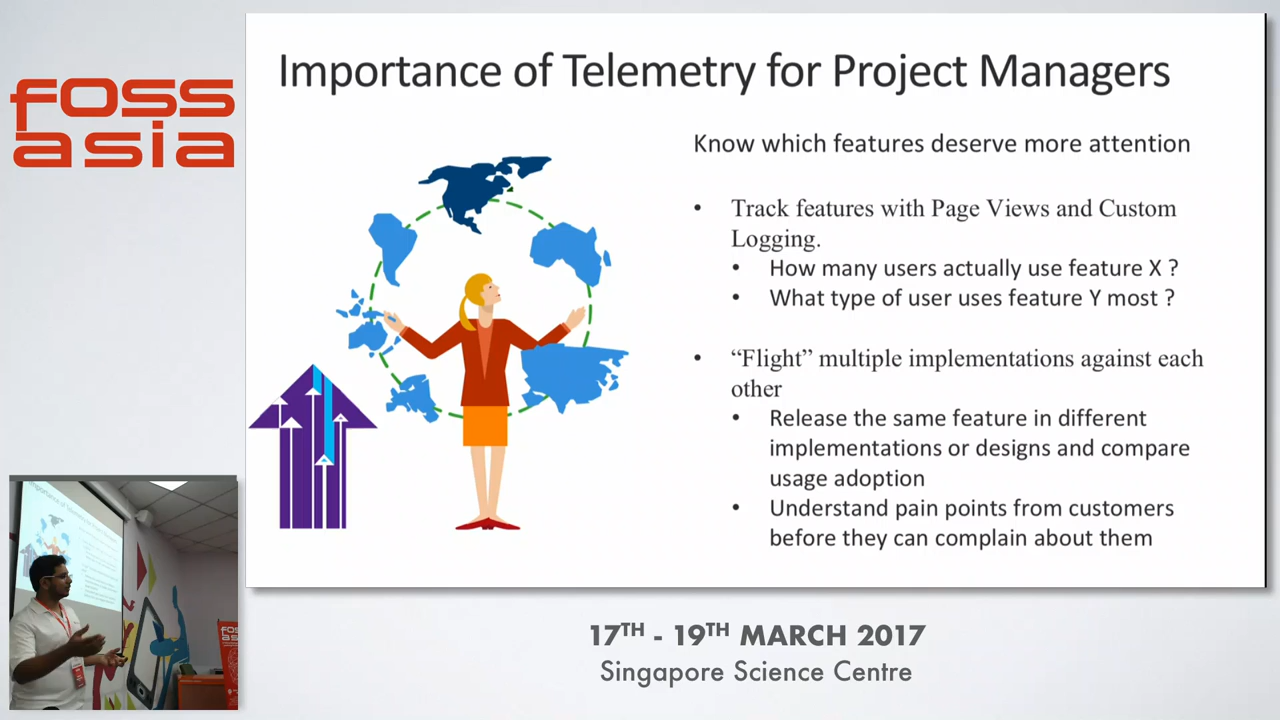 foss
asia
Importance of Telemetry for Project Managers
Know which features deserve more attention
• Track features with Page Views and Custom
Logging.
• How many users actually use feature X ?
• What type of user uses feature Y most ?
• “Flight” multiple implementations against each
other
• Release the same feature in different
implementations or designs and compare
usage adoption
• Understand pain points from customers
before they can complain about them
17TH - 19TH MARCH 2017
Singapore Science Centre